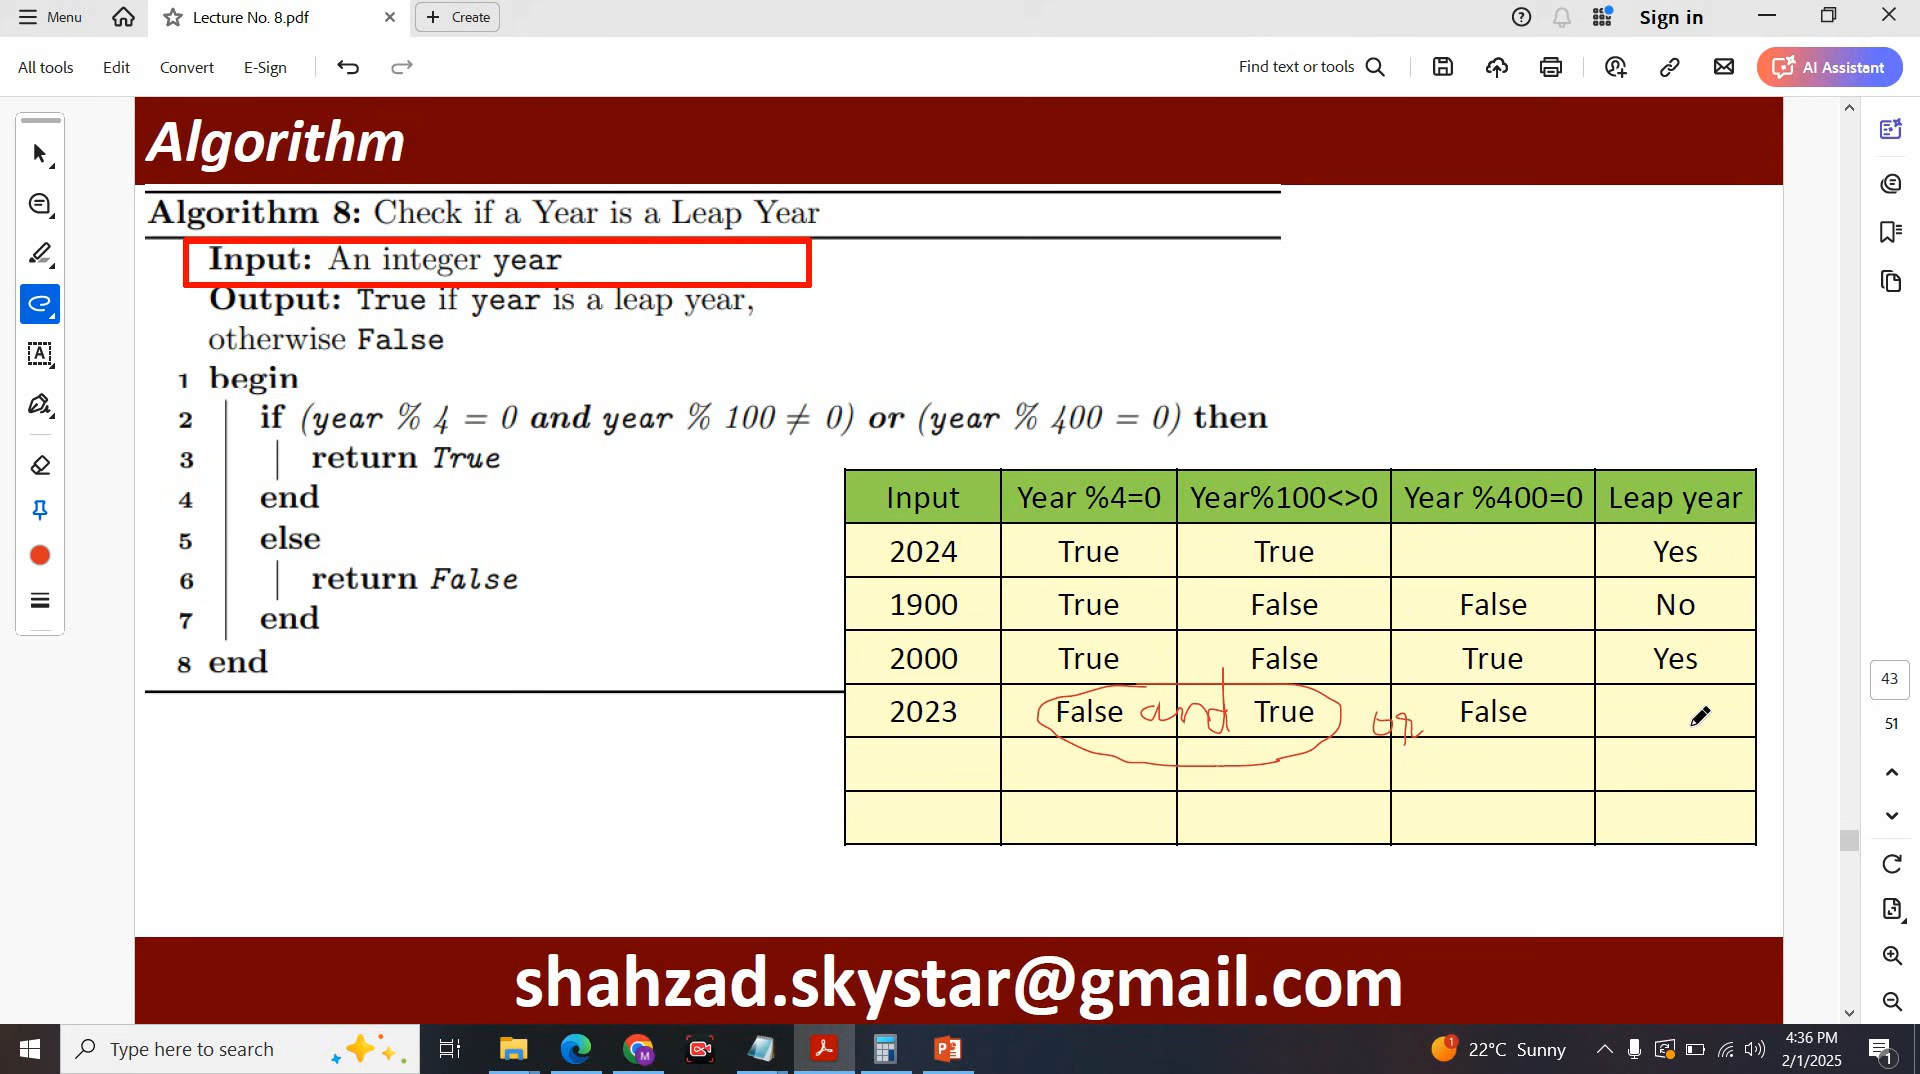 Menu
Lecture No. 8.pdf
Create
Sign in
All tools
Edit
Convert
E-Sign
Find text or tools
AI Assistant
Algorithm
Algorithm 8: Check if a Year is a Leap Year
Input: An integer year
Output: True if year is a leap year,
otherwise False
1 begin
2 if (year % 4 = 0 and year % 100 ≠ 0) or (year % 400 = 0) then
3 return True
4 end
5 else
6 return False
7 end
8 end
Input Year %4=0 Year%100<>0 Year %400=0 Leap year
2024 True True Yes
1900 True False False No
2000 True False True Yes
2023 False and True or False
43
51
shahzad.skystar@gmail.com
Type here to search
1
22°C Sunny
4:36 PM
2/1/2025
1